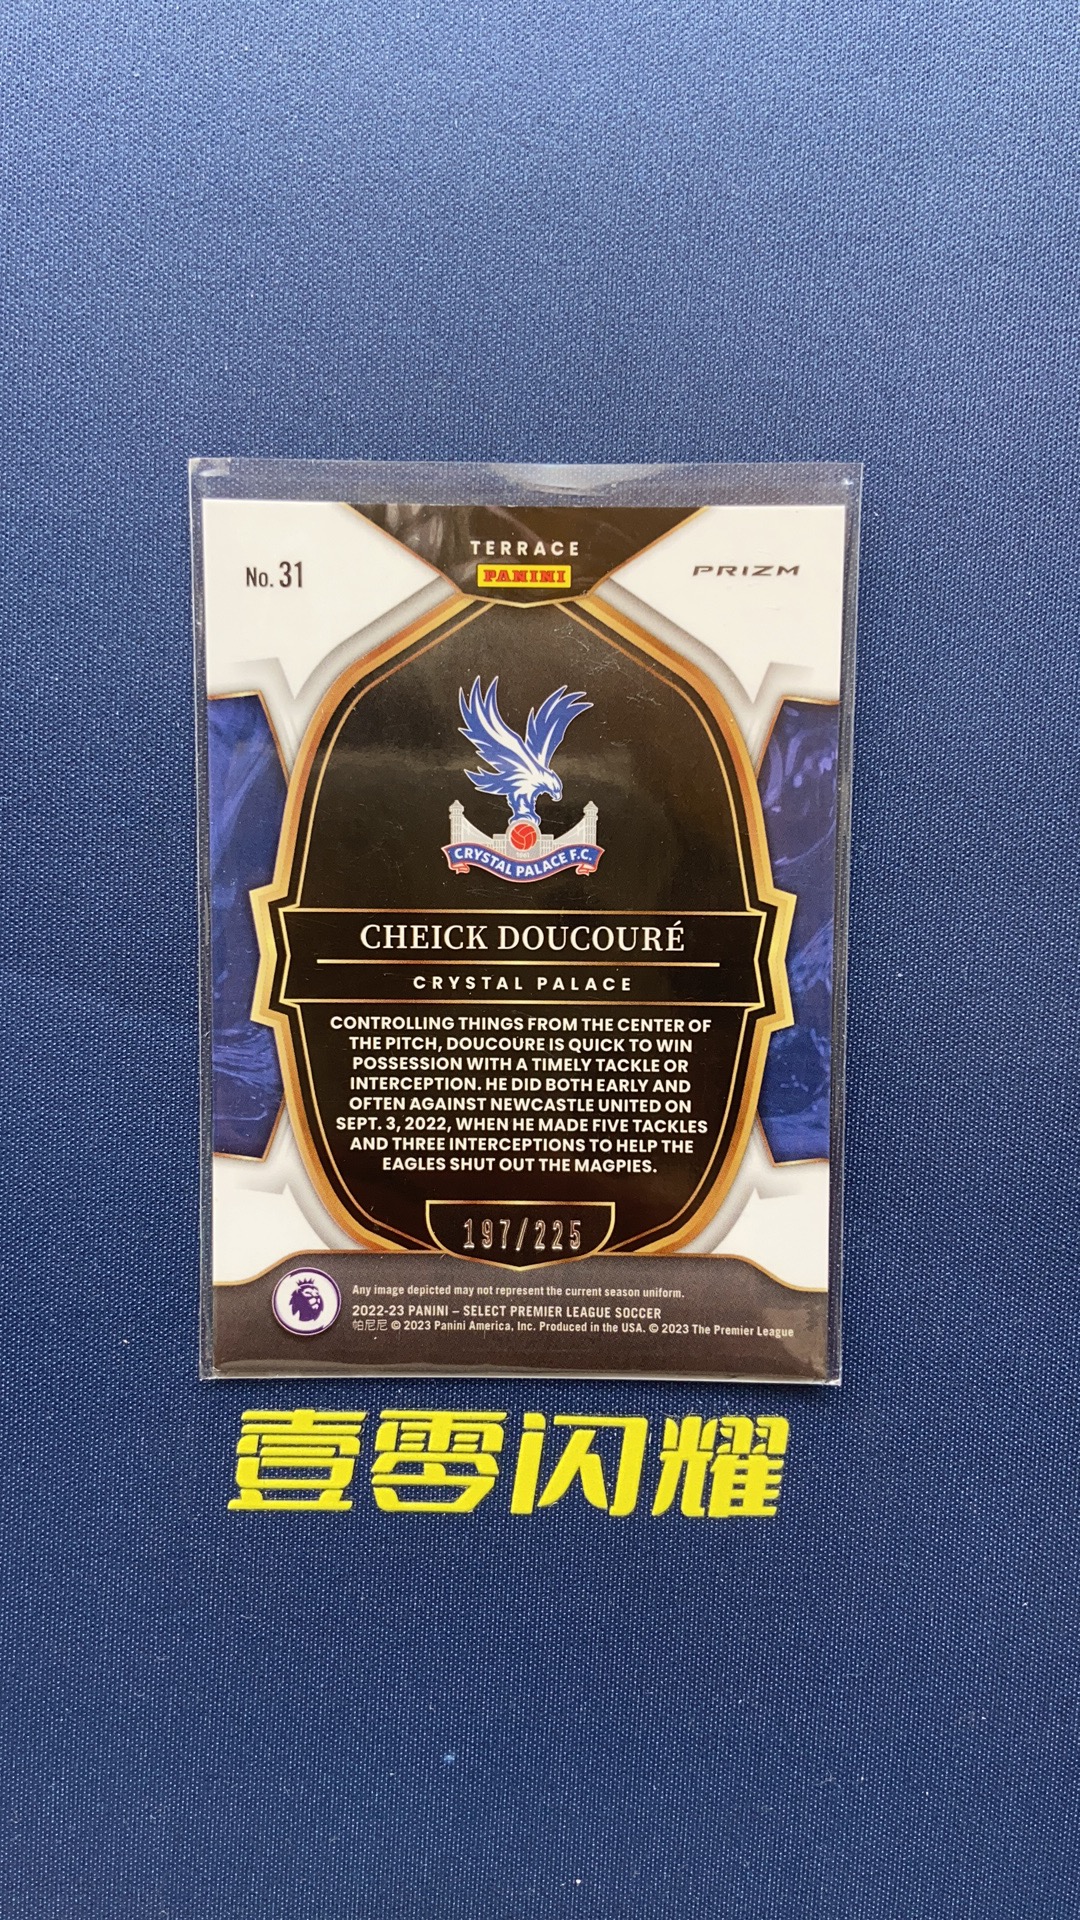 TERRACE
No. 31
PANINI
PRIZM
CRYSTAL PALACE F.C.
CHEICK DOUCOURÉ
CRYSTAL PALACE
CONTROLLING THINGS FROM THE CENTER OF
THE PITCH, DOUCOURE IS QUICK TO WIN
POSSESSION WITH A TIMELY TACKLE OR
INTERCEPTION. HE DID BOTH EARLY AND
OFTEN AGAINST NEWCASTLE UNITED ON
SEPT. 3, 2022, WHEN HE MADE FIVE TACKLES
AND THREE INTERCEPTIONS TO HELP THE
EAGLES SHUT OUT THE MAGPIES.
197/225
Any image depicted may not represent the current season uniform.
2022-23 PANINI – SELECT PREMIER LEAGUE SOCCER
帕尼尼 © 2023 Panini America, Inc. Produced in the USA. © 2023 The Premier League
壹零闪耀